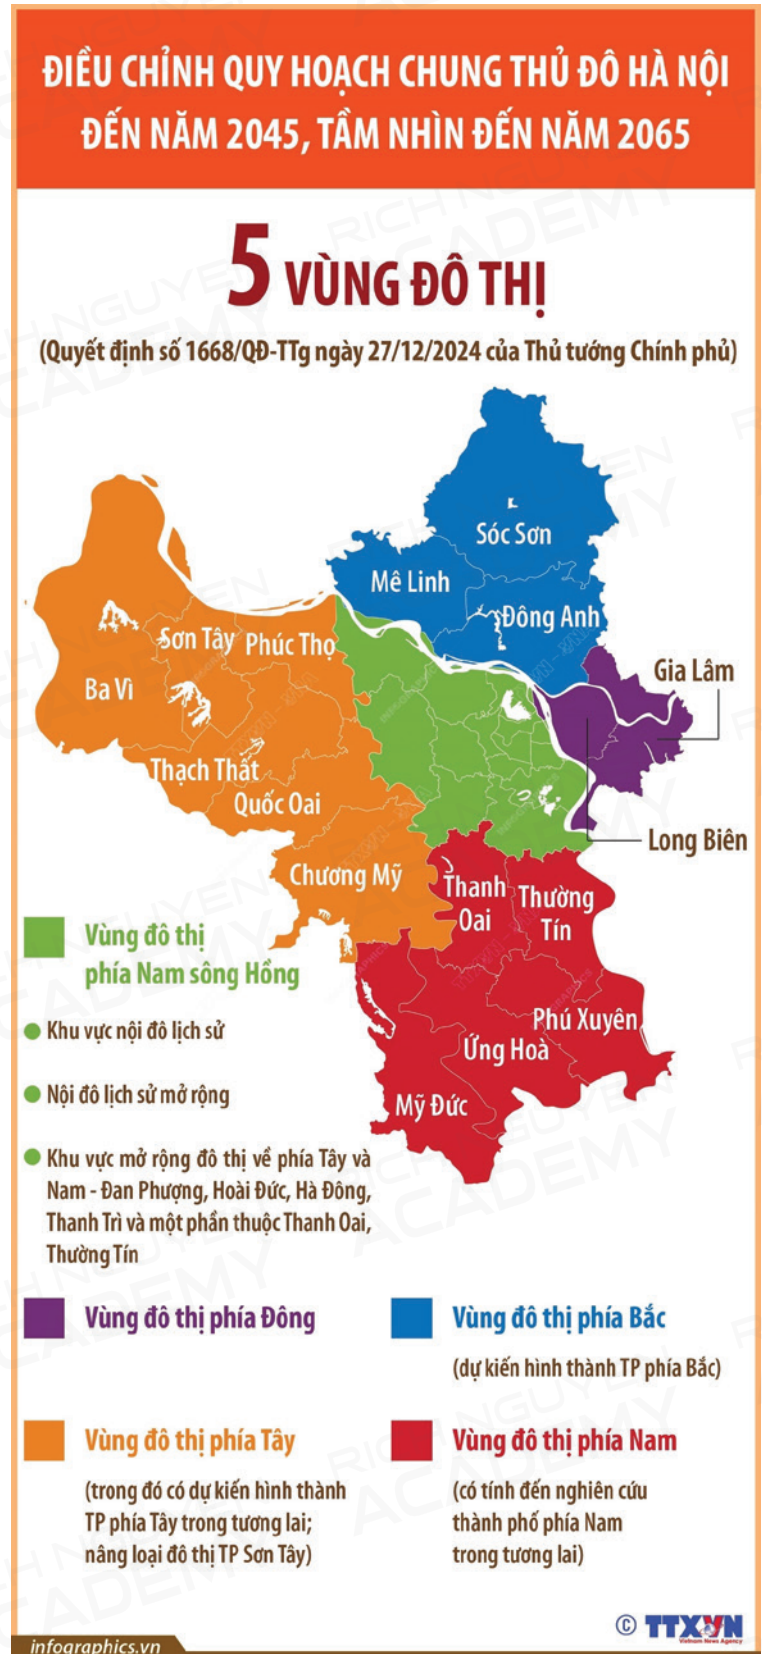 ĐIỀU CHỈNH QUY HOẠCH CHUNG THỦ ĐÔ HÀ NỘI
ĐẾN NĂM 2045, TẦM NHÌN ĐẾN NĂM 2065
5 VÙNG ĐÔ THỊ
(Quyết định số 1668/QĐ-TTg ngày 27/12/2024 của Thủ tướng Chính phủ)
Sóc Sơn
Mê Linh
Đông Anh
Sơn Tây
Phúc Thọ
Gia Lâm
Ba Vì
Thạch Thất
Quốc Oai
Long Biên
Chương Mỹ
Thanh
Oai
Thường
Tín
Phú Xuyên
Ứng Hoà
Mỹ Đức
Vùng đô thị
phía Nam sông Hồng
Khu vực nội đô lịch sử
Nội đô lịch sử mở rộng
Khu vực mở rộng đô thị về phía Tây và
Nam - Đan Phượng, Hoài Đức, Hà Đông,
Thanh Trì và một phần thuộc Thanh Oai,
Thường Tín
Vùng đô thị phía Đông
Vùng đô thị phía Bắc
(dự kiến hình thành TP phía Bắc)
Vùng đô thị phía Tây
(trong đó có dự kiến hình thành
TP phía Tây trong tương lai;
nâng loại đô thị TP Sơn Tây)
Vùng đô thị phía Nam
(có tính đến nghiên cứu
thành phố phía Nam
trong tương lai)
© TTXVN
Vietnam News Agency
infographics.vn
RICH NGUYEN
ACADEMY